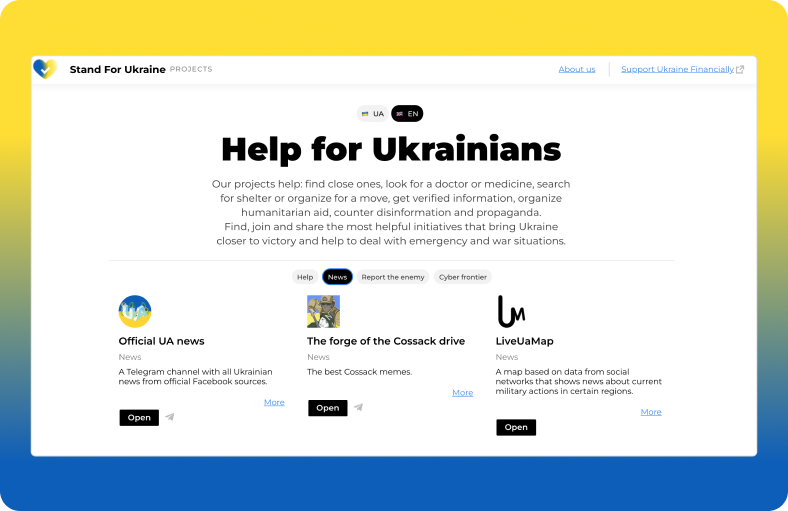 Stand For Ukraine PROJECTS
About us
Support Ukraine Financially
UA EN
Help for Ukrainians
Our projects help: find close ones, look for a doctor or medicine, search
for shelter or organize for a move, get verified information, organize
humanitarian aid, counter disinformation and propaganda.
Find, join and share the most helpful initiatives that bring Ukraine
closer to victory and help to deal with emergency and war situations.
Help News Report the enemy Cyber frontier
Official UA news
News
A Telegram channel with all Ukrainian
news from official Facebook sources.
More
Open
The forge of the Cossack drive
News
The best Cossack memes.
More
Open
LiveUaMap
News
A map based on data from social
networks that shows news about current
military actions in certain regions.
More
Open